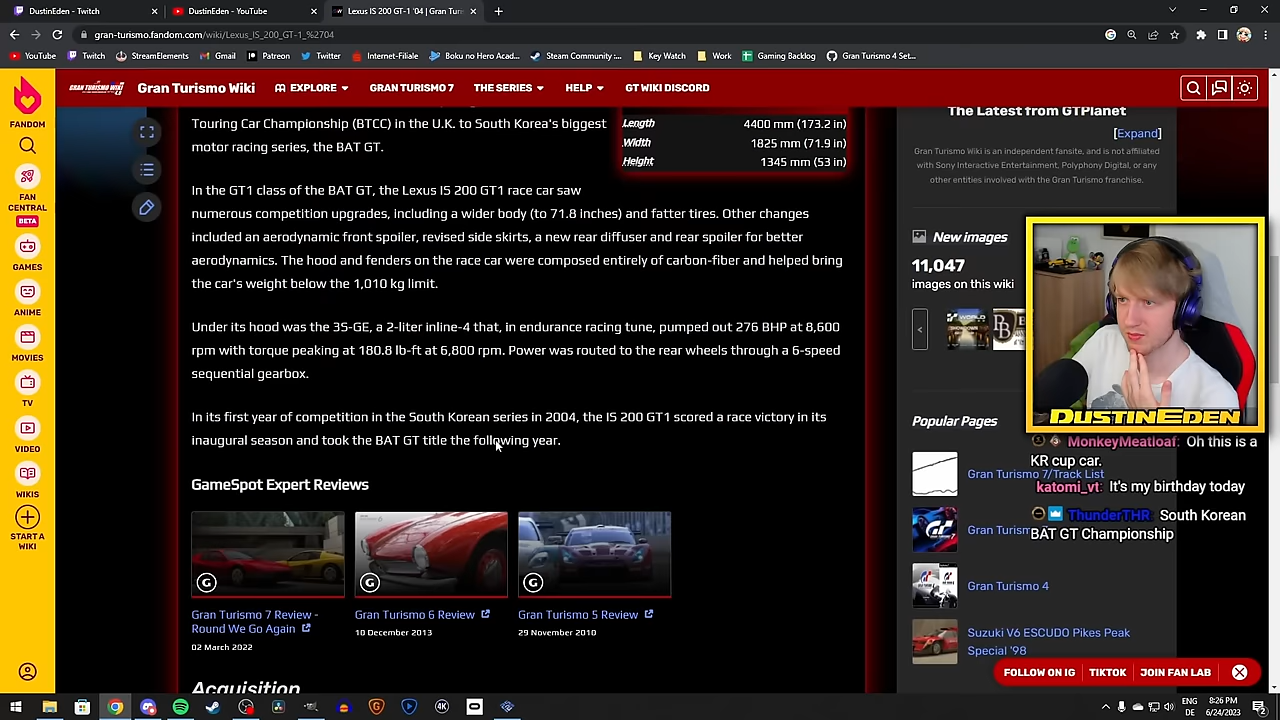 DustinEden - Twitch
DustinEden - YouTube
Lexus IS 200 GT-1 '04 | Gran Tur
gran-turismo.fandom.com/wiki/Lexus_IS_200_GT-1_%2704
YouTube
Twitch
StreamElements
Gmail
Patreon
Twitter
Internet-Filiale
Boku no Hero Acad...
Steam Community :...
Key Watch
Work
Gaming Backlog
Gran Turismo 4 Set...
FANDOM
FAN CENTRAL
BETA
GAMES
ANIME
MOVIES
TV
VIDEO
WIKIS
START A WIKI
Gran Turismo Wiki
EXPLORE
GRAN TURISMO 7
THE SERIES
HELP
GT WIKI DISCORD
Touring Car Championship (BTCC) in the U.K. to South Korea's biggest
motor racing series, the BAT GT.
Length 4400 mm (173.2 in)
Width 1825 mm (71.9 in)
Height 1345 mm (53 in)
In the GT1 class of the BAT GT, the Lexus IS 200 GT1 race car saw
numerous competition upgrades, including a wider body (to 71.8 inches) and fatter tires. Other changes
included an aerodynamic front spoiler, revised side skirts, a new rear diffuser and rear spoiler for better
aerodynamics. The hood and fenders on the race car were composed entirely of carbon-fiber and helped bring
the car's weight below the 1,010 kg limit.
Under its hood was the 3S-GE, a 2-liter inline-4 that, in endurance recing tune, pumped out 276 BHP at 8,600
rpm with torque peaking at 180.8 lb-ft at 6,800 rpm. Power was routed to the rear wheels through a 6-speed
sequential gearbox.
In its first year of competition in the South Korean series in 2004, the IS 200 GT1 scored a race victory in its
inaugural season and took the BAT GT title the following year.
GameSpot Expert Reviews
Gran Turismo 7 Review -
Round We Go Again
02 March 2022
Gran Turismo 6 Review
10 December 2013
Gran Turismo 5 Review
29 November 2010
Acquisition
The Latest from GTPlanet
[Expand]
Gran Turismo Wiki is an independent fansite, and is not affiliated
with Sony Interactive Entertainment, Polyphony Digital, or any
other entities involved with the Gran Turismo franchise.
New images
11,047
images on this wiki
Popular Pages
Gran Turismo 7/Track List
Gran Turism
Gran Turismo 4
Suzuki V6 ESCUDO Pikes Peak
Special '98
DUSTINEDEN
MonkeyMeatloaf: Oh this is a
KR cup car.
katomi_vt: It's my birthday today
ThunderTHR: South Korean
BAT GT Championship
FOLLOW ON IG
TIKTOK
JOIN FAN LAB
ENG
DE
8:26 PM
6/24/2023